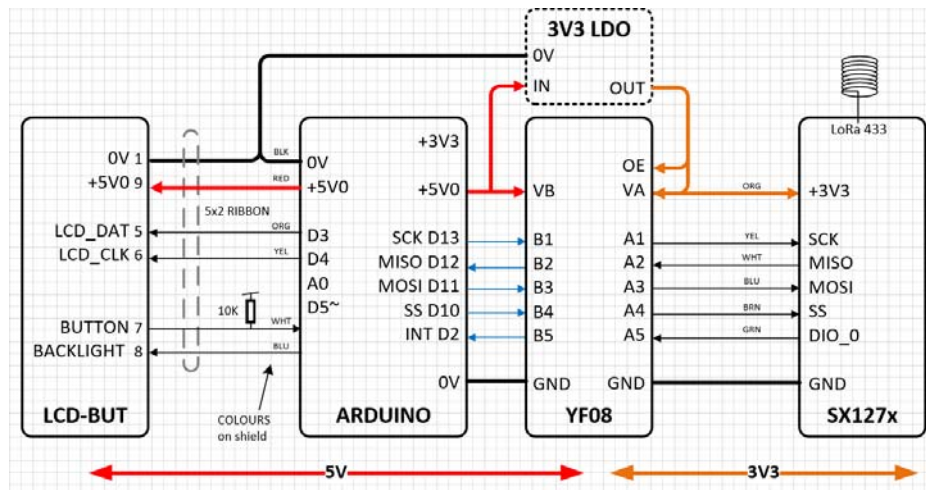 3V3 LDO
0V
IN
OUT
LoRa 433
0V 1
+5V0 9
LCD_DAT 5
LCD_CLK 6
BUTTON 7
BACKLIGHT 8
LCD-BUT
5x2 RIBBON
10K
BLK
RED
ORG
YEL
WHT
BLU
COLOURS
on shield
0V
+5V0
D3
D4
A0
D5~
+3V3
+5V0
SCK D13
MISO D12
MOSI D11
SS D10
INT D2
0V
ARDUINO
VB
B1
B2
B3
B4
B5
GND
OE
VA
A1
A2
A3
A4
A5
GND
YF08
ORG
YEL
WHT
BLU
BRN
GRN
+3V3
SCK
MISO
MOSI
SS
DIO_0
GND
SX127x
5V
3V3